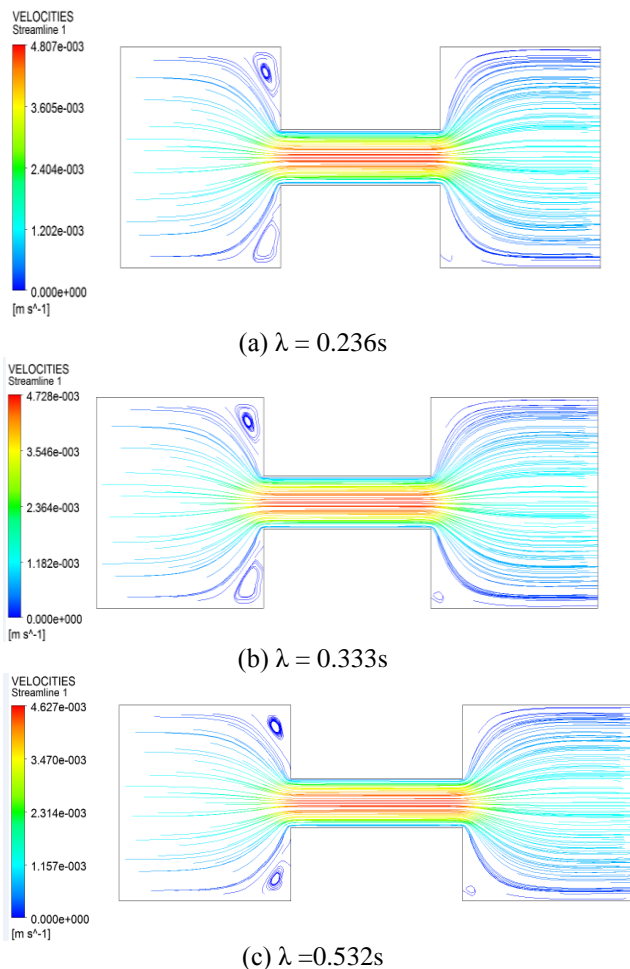 VELOCITIES
Streamline 1
4.807e-003
3.605e-003
2.404e-003
1.202e-003
0.000e+000
[m s^-1]
(a) λ = 0.236s
VELOCITIES
Streamline 1
4.728e-003
3.546e-003
2.364e-003
1.182e-003
0.000e+000
[m s^-1]
(b) λ = 0.333s
VELOCITIES
Streamline 1
4.627e-003
3.470e-003
2.314e-003
1.157e-003
0.000e+000
[m s^-1]
(c) λ =0.532s